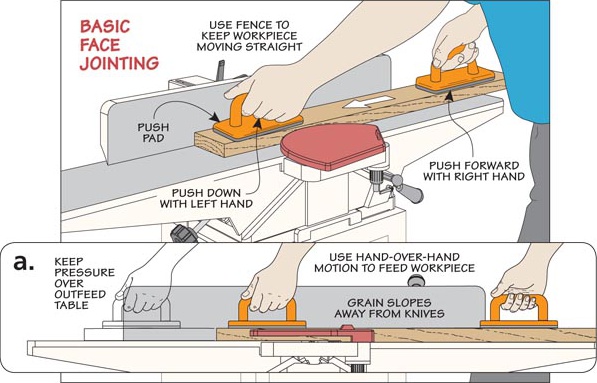 BASIC
FACE
JOINTING
USE FENCE TO
KEEP WORKPIECE
MOVING STRAIGHT
PUSH
PAD
PUSH DOWN
WITH LEFT HAND
PUSH FORWARD
WITH RIGHT HAND
a.
KEEP
PRESSURE
OVER
OUTFEED
TABLE
USE HAND-OVER-HAND
MOTION TO FEED WORKPIECE
GRAIN SLOPES
AWAY FROM KNIVES